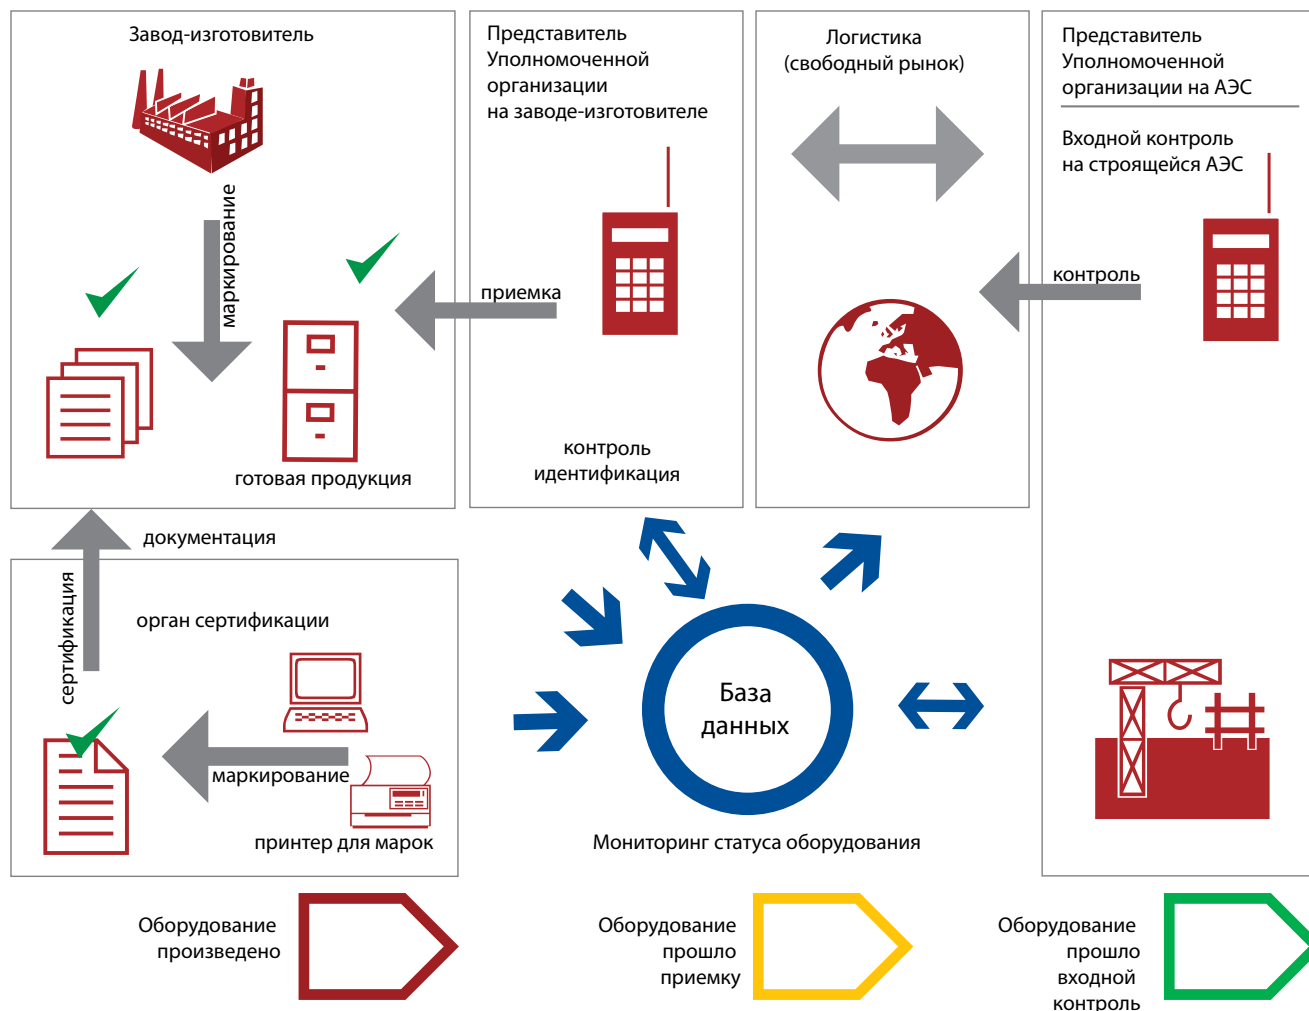 Завод-изготовитель
маркирование
готовая продукция
Представитель
Уполномоченной
организации
на заводе-изготовителе
приемка
контроль
идентификация
Логистика
(свободный рынок)
Представитель
Уполномоченной
организации на АЭС
Входной контроль
на строящейся АЭС
контроль
документация
сертификация
орган сертификации
маркирование
принтер для марок
База
данных
Мониторинг статуса оборудования
Оборудование
произведено
Оборудование
прошло
приемку
Оборудование
прошло
входной
контроль